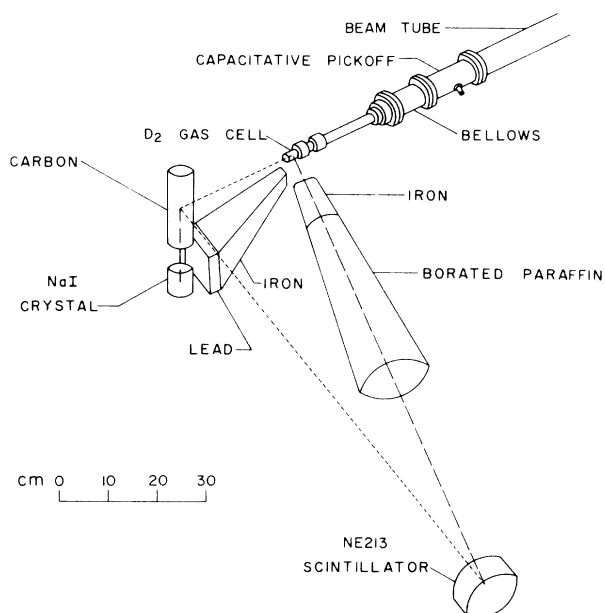 BEAM TUBE
CAPACITATIVE PICKOFF
D2 GAS CELL
BELLOWS
CARBON
IRON
BORATED PARAFFIN
NaI
CRYSTAL
IRON
LEAD
cm 0 10 20 30
NE213
SCINTILLATOR